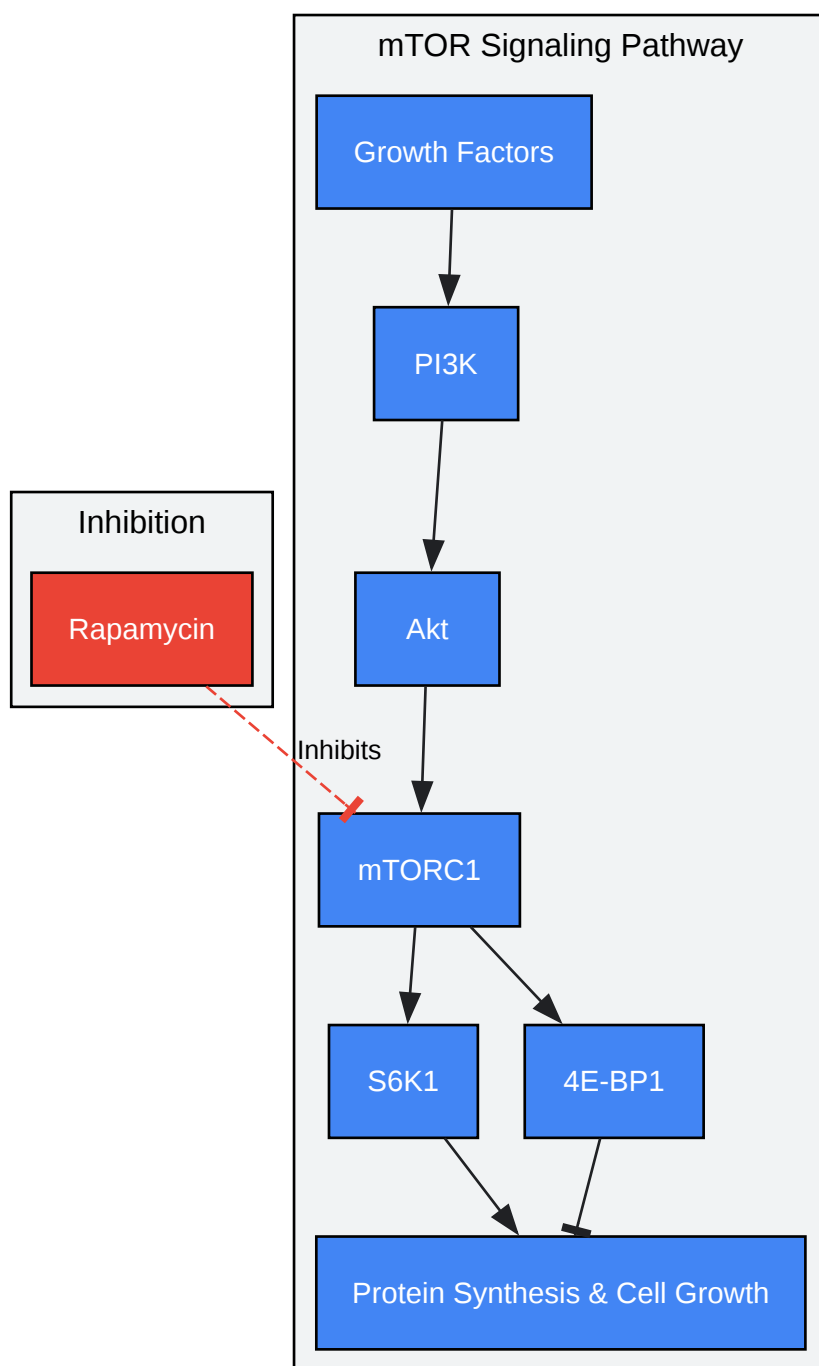 mTOR Signaling Pathway
Growth Factors
PI3K
Inhibition
Rapamycin
Akt
Inhibits
mTORC1
S6K1
4E-BP1
Protein Synthesis & Cell Growth